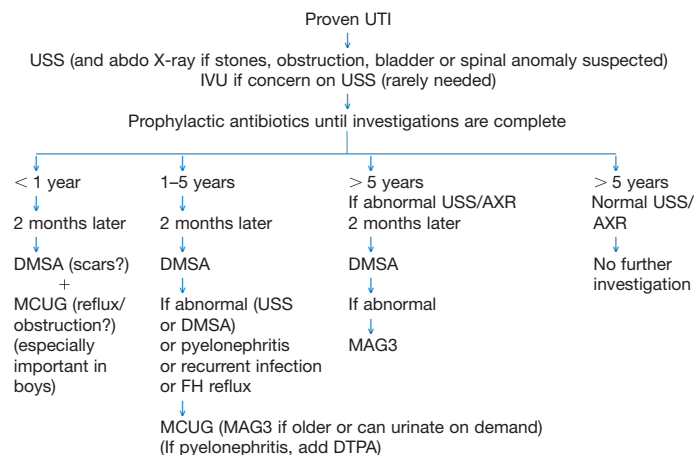 Proven UTI
USS (and abdo X-ray if stones, obstruction, bladder or spinal anomaly suspected)
IVU if concern on USS (rarely needed)
Prophylactic antibiotics until investigations are complete
< 1 year
2 months later
DMSA (scars?)
+
MCUG (reflux/
obstruction?)
(especially
important in
boys)
1–5 years
2 months later
DMSA
If abnormal (USS
or DMSA)
or pyelonephritis
or recurrent infection
or FH reflux
MCUG (MAG3 if older or can urinate on demand)
(If pyelonephritis, add DTPA)
> 5 years
If abnormal USS/AXR
2 months later
DMSA
If abnormal
MAG3
> 5 years
Normal USS/
AXR
No further
investigation